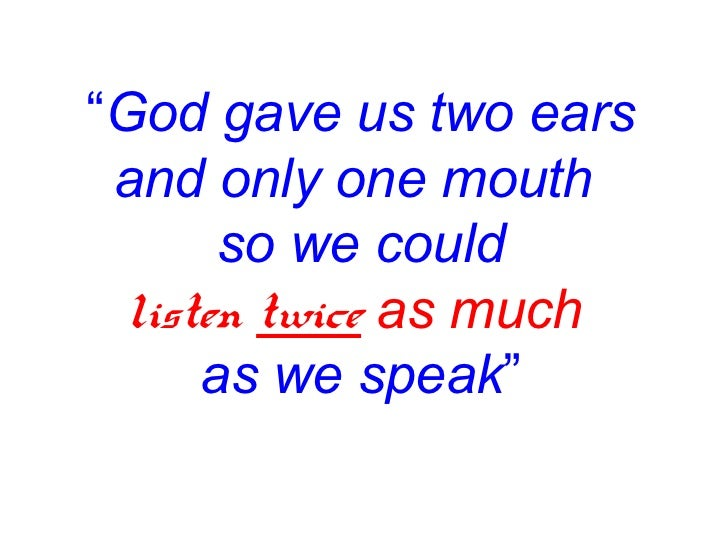 “God gave us two ears
and only one mouth
so we could
listen twice as much
as we speak”